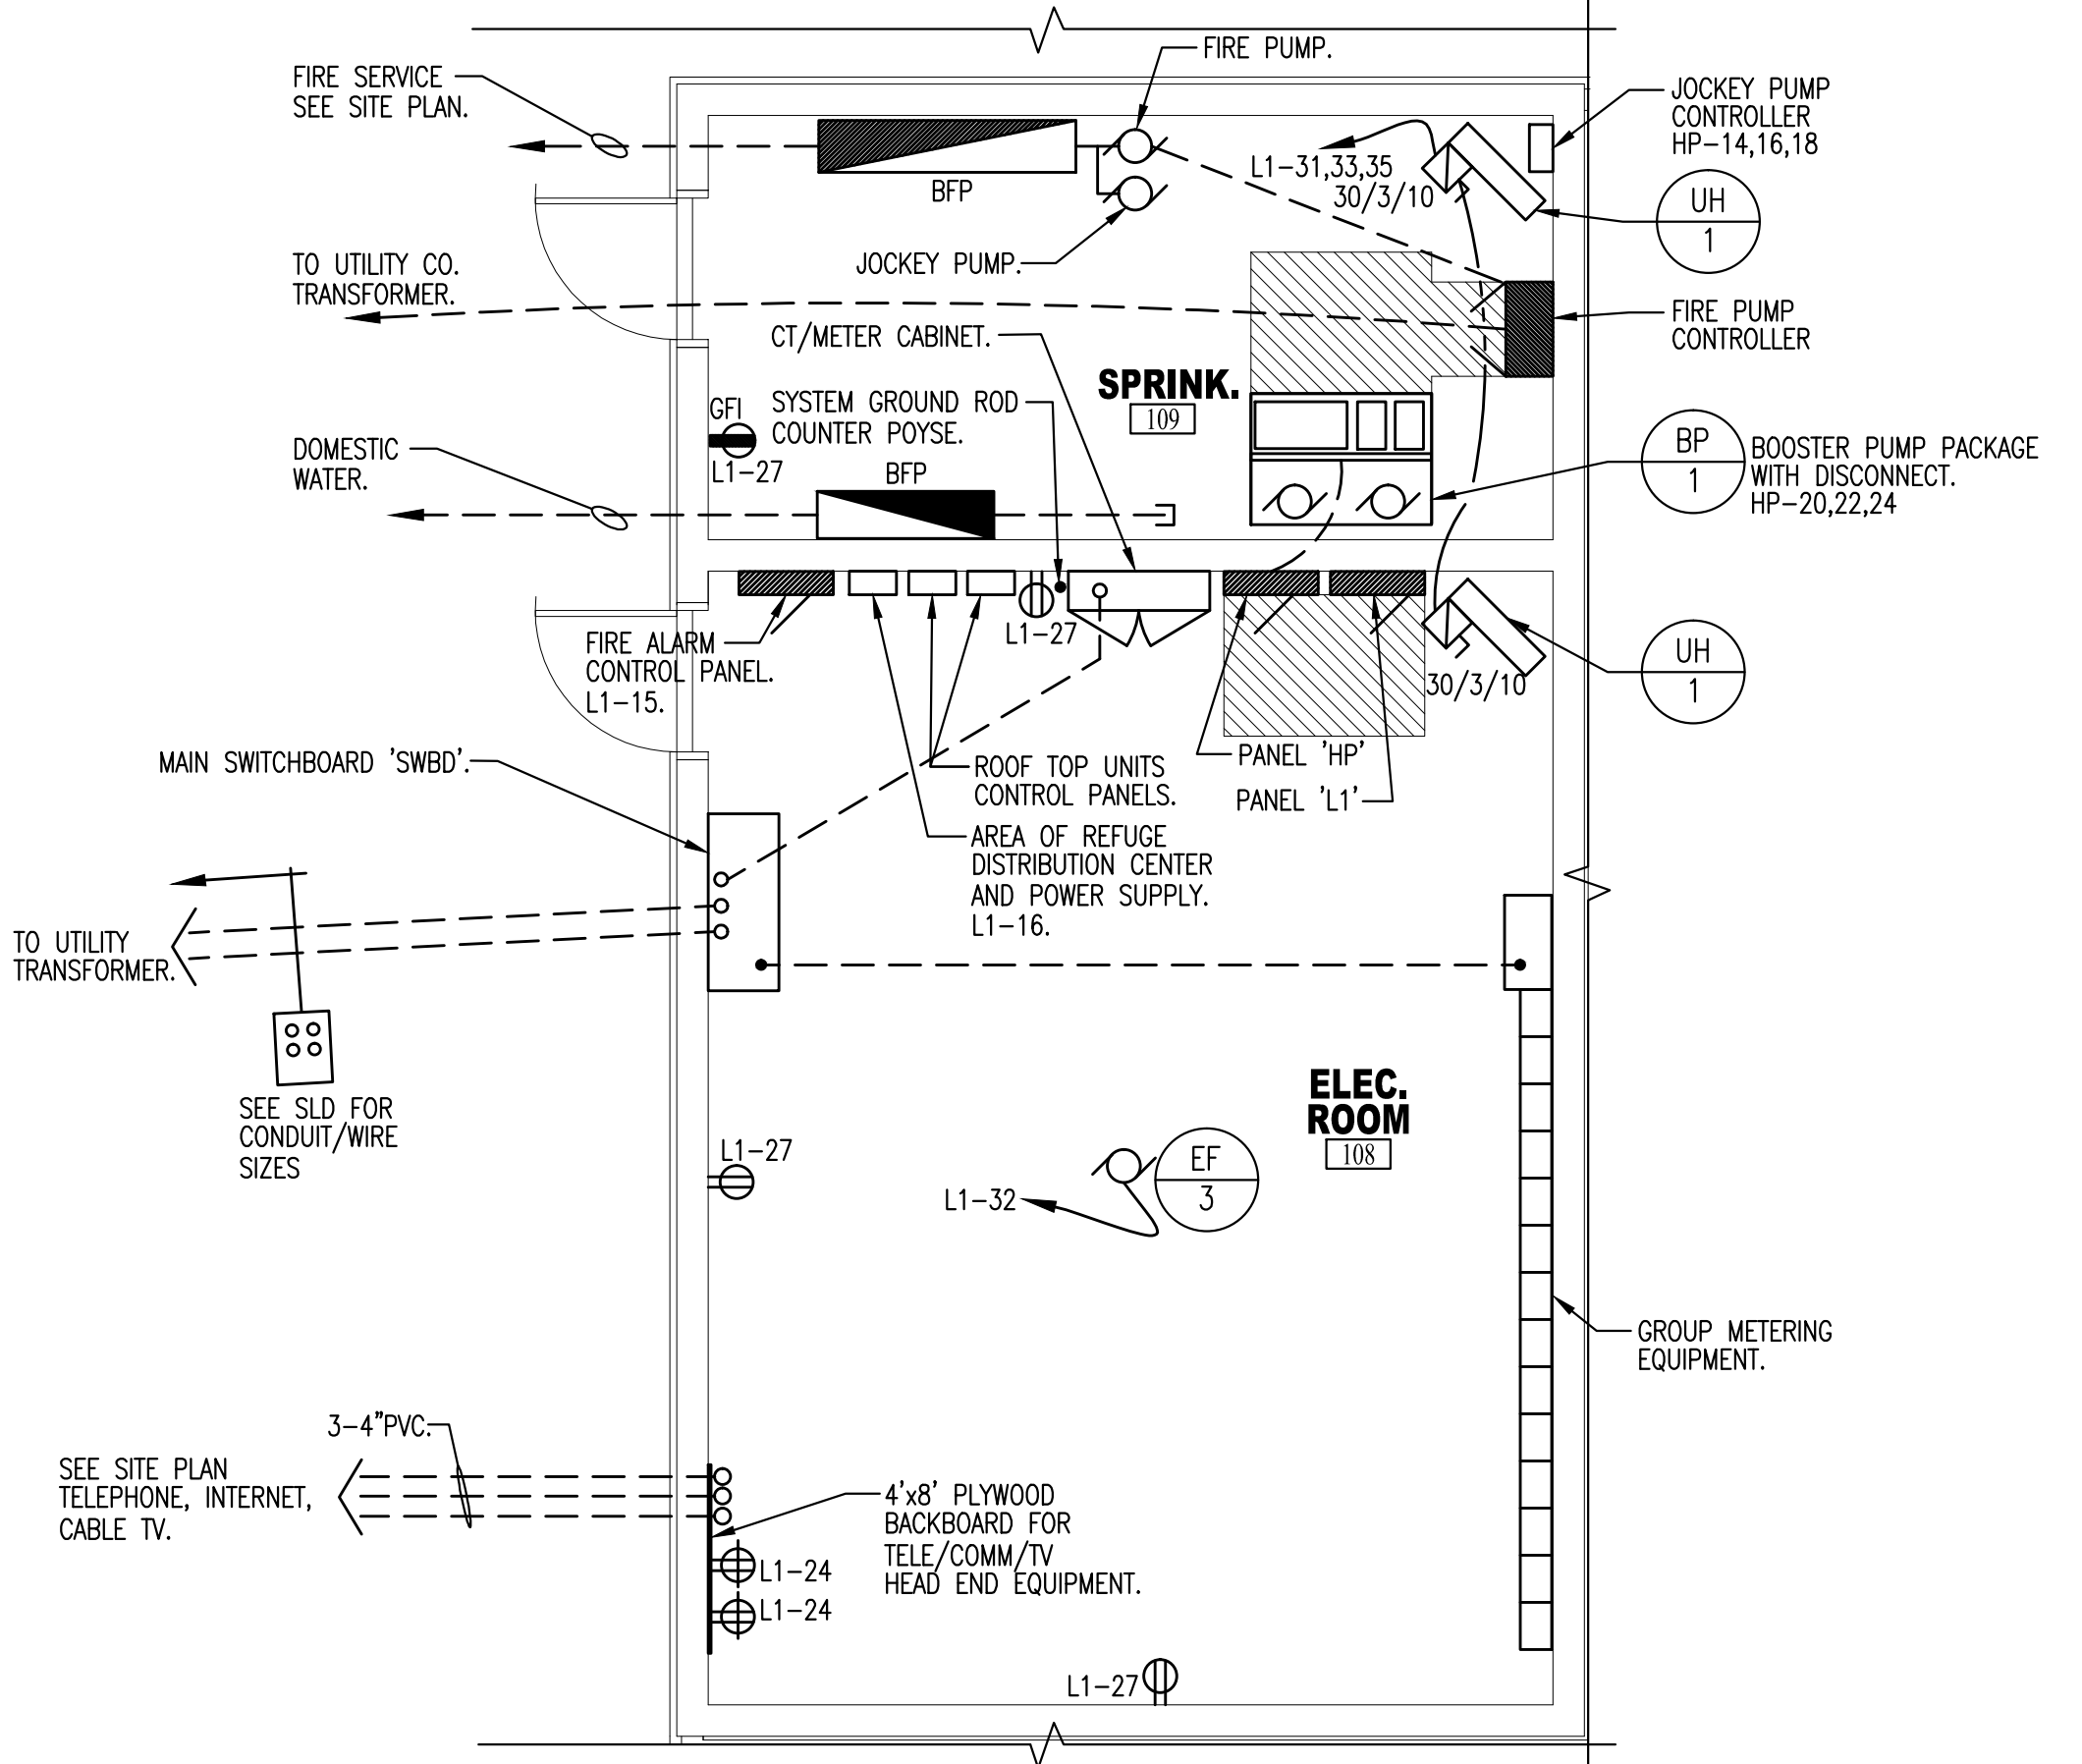 FIRE PUMP.
FIRE SERVICE
SEE SITE PLAN.
JOCKEY PUMP
CONTROLLER
HP-14,16,18
L1-31,33,35
30/3/10
BFP
UH
1
JOCKEY PUMP.
TO UTILITY CO.
TRANSFORMER.
FIRE PUMP
CONTROLLER
CT/METER CABINET.
SPRINK.
109
GFI
L1-27
SYSTEM GROUND ROD
COUNTER POYSE.
DOMESTIC
WATER.
BFP
BP
1
BOOSTER PUMP PACKAGE
WITH DISCONNECT.
HP-20,22,24
FIRE ALARM
CONTROL PANEL.
L1-15.
L1-27
30/3/10
UH
1
MAIN SWITCHBOARD 'SWBD'.
ROOF TOP UNITS
CONTROL PANELS.
PANEL 'HP'
PANEL 'L1'
AREA OF REFUGE
DISTRIBUTION CENTER
AND POWER SUPPLY.
L1-16.
TO UTILITY
TRANSFORMER.
SEE SLD FOR
CONDUIT/WIRE
SIZES
ELEC.
ROOM
108
L1-27
EF
3
L1-32
GROUP METERING
EQUIPMENT.
3-4"PVC.
SEE SITE PLAN
TELEPHONE, INTERNET,
CABLE TV.
4'x8' PLYWOOD
BACKBOARD FOR
TELE/COMM/TV
HEAD END EQUIPMENT.
L1-24
L1-24
L1-27